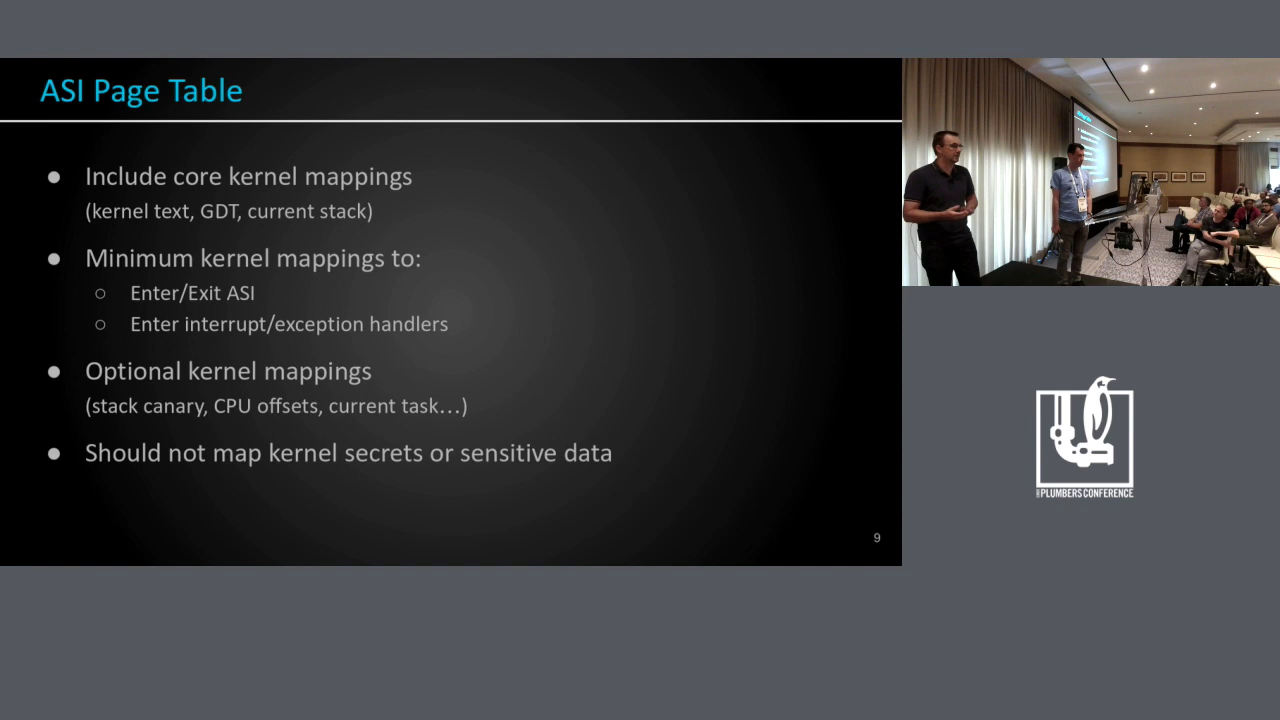 ASI Page Table
● Include core kernel mappings
(kernel text, GDT, current stack)
● Minimum kernel mappings to:
○ Enter/Exit ASI
○ Enter interrupt/exception handlers
● Optional kernel mappings
(stack canary, CPU offsets, current task...)
● Should not map kernel secrets or sensitive data
9
PLUMBERS CONFERENCE